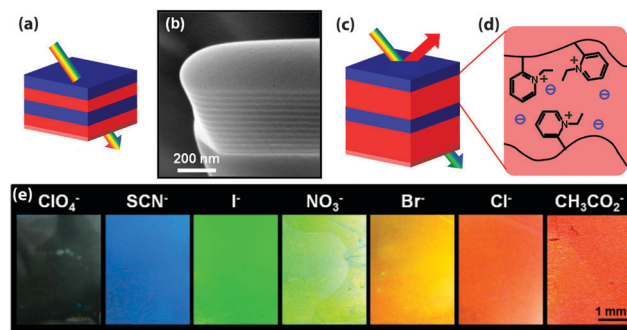 (a)
(b)
(c)
(d)
200 nm
+
N
+
N
⊖
⊖
+
N
⊖
⊖
(e)
ClO₄⁻ SCN⁻ I⁻ NO₃⁻ Br⁻ Cl⁻ CH₃CO₂⁻
1 mm